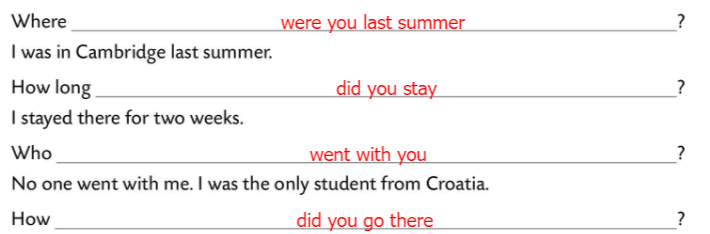 Where were you last summer ?
I was in Cambridge last summer.
How long did you stay ?
I stayed there for two weeks.
Who went with you ?
No one went with me. I was the only student from Croatia.
How did you go there ?